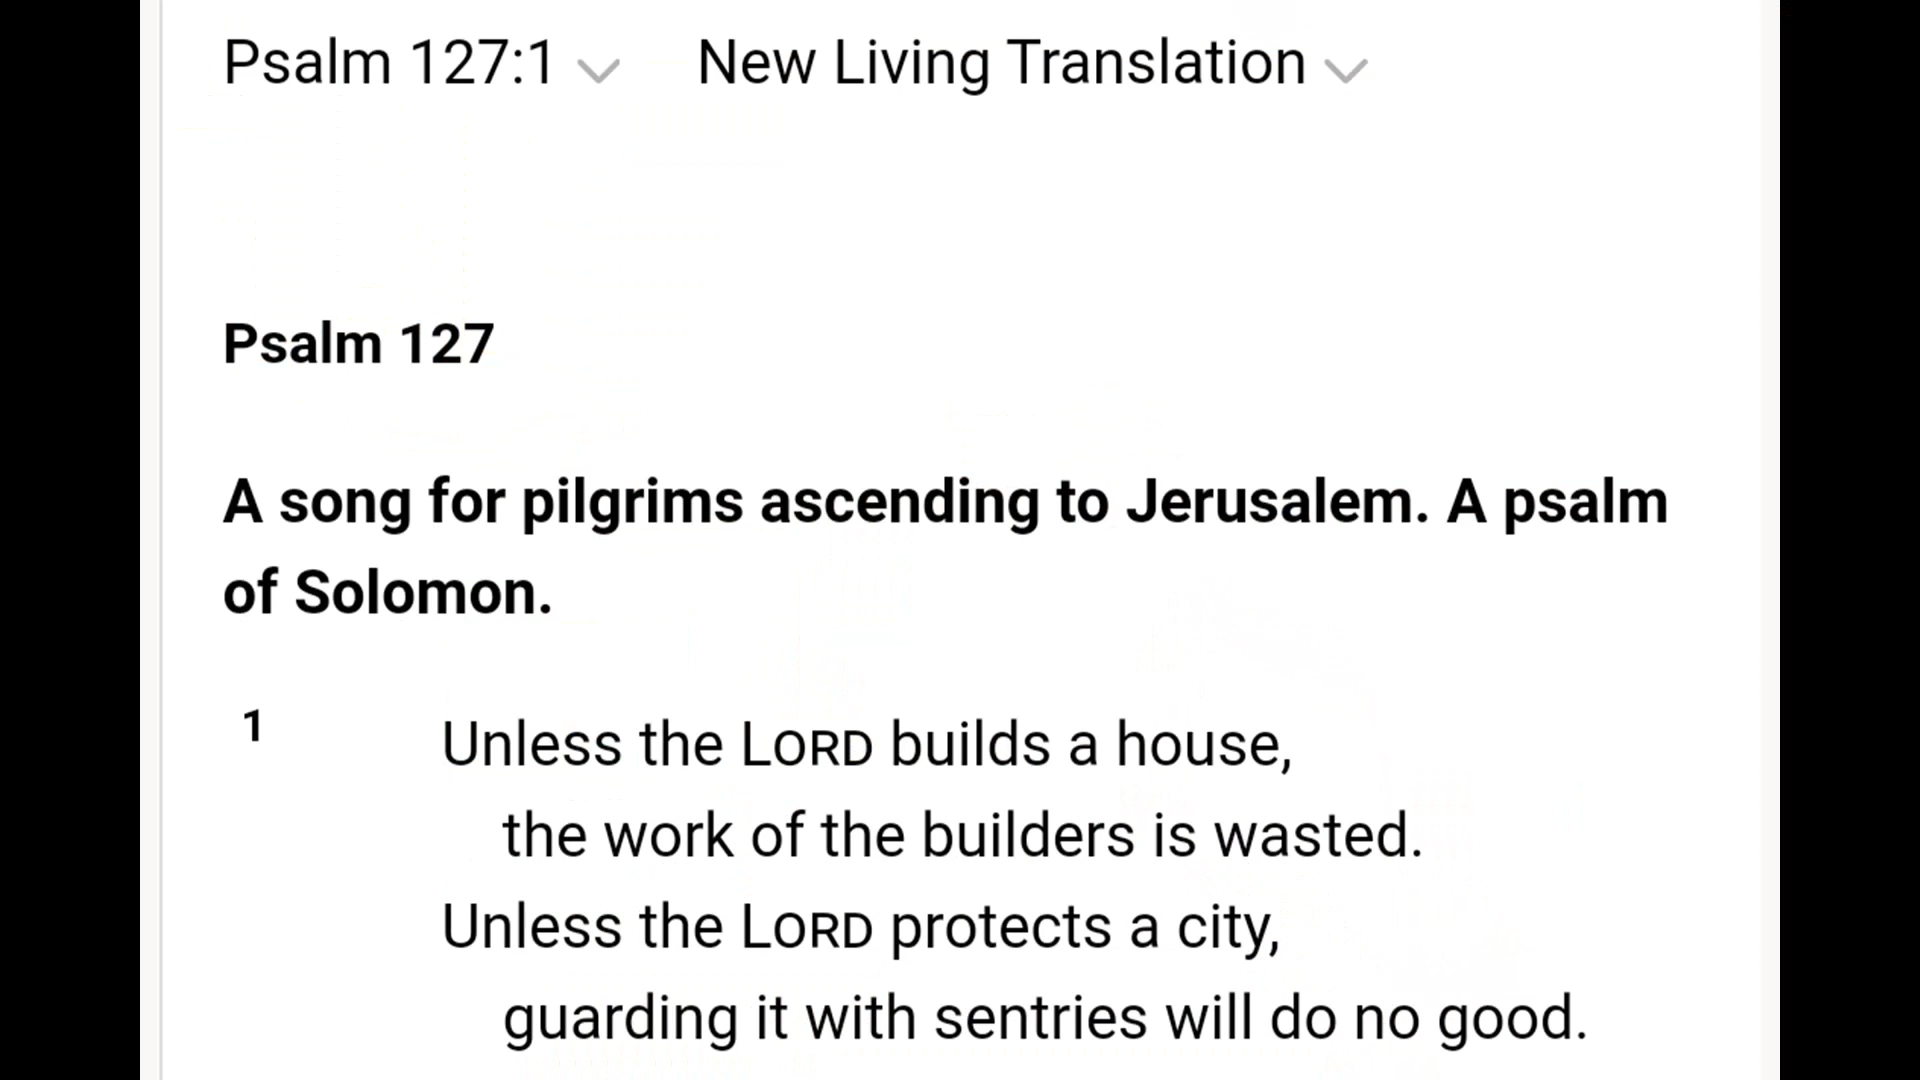 Psalm 127:1 New Living Translation
Psalm 127
A song for pilgrims ascending to Jerusalem. A psalm
of Solomon.
1 Unless the LORD builds a house,
the work of the builders is wasted.
Unless the LORD protects a city,
guarding it with sentries will do no good.